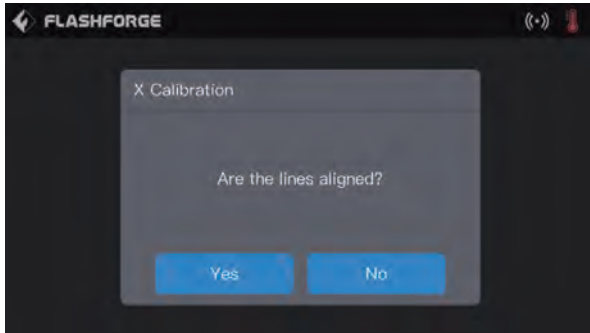 FLASHFORGE
X Calibration
Are the lines aligned?
Yes
No